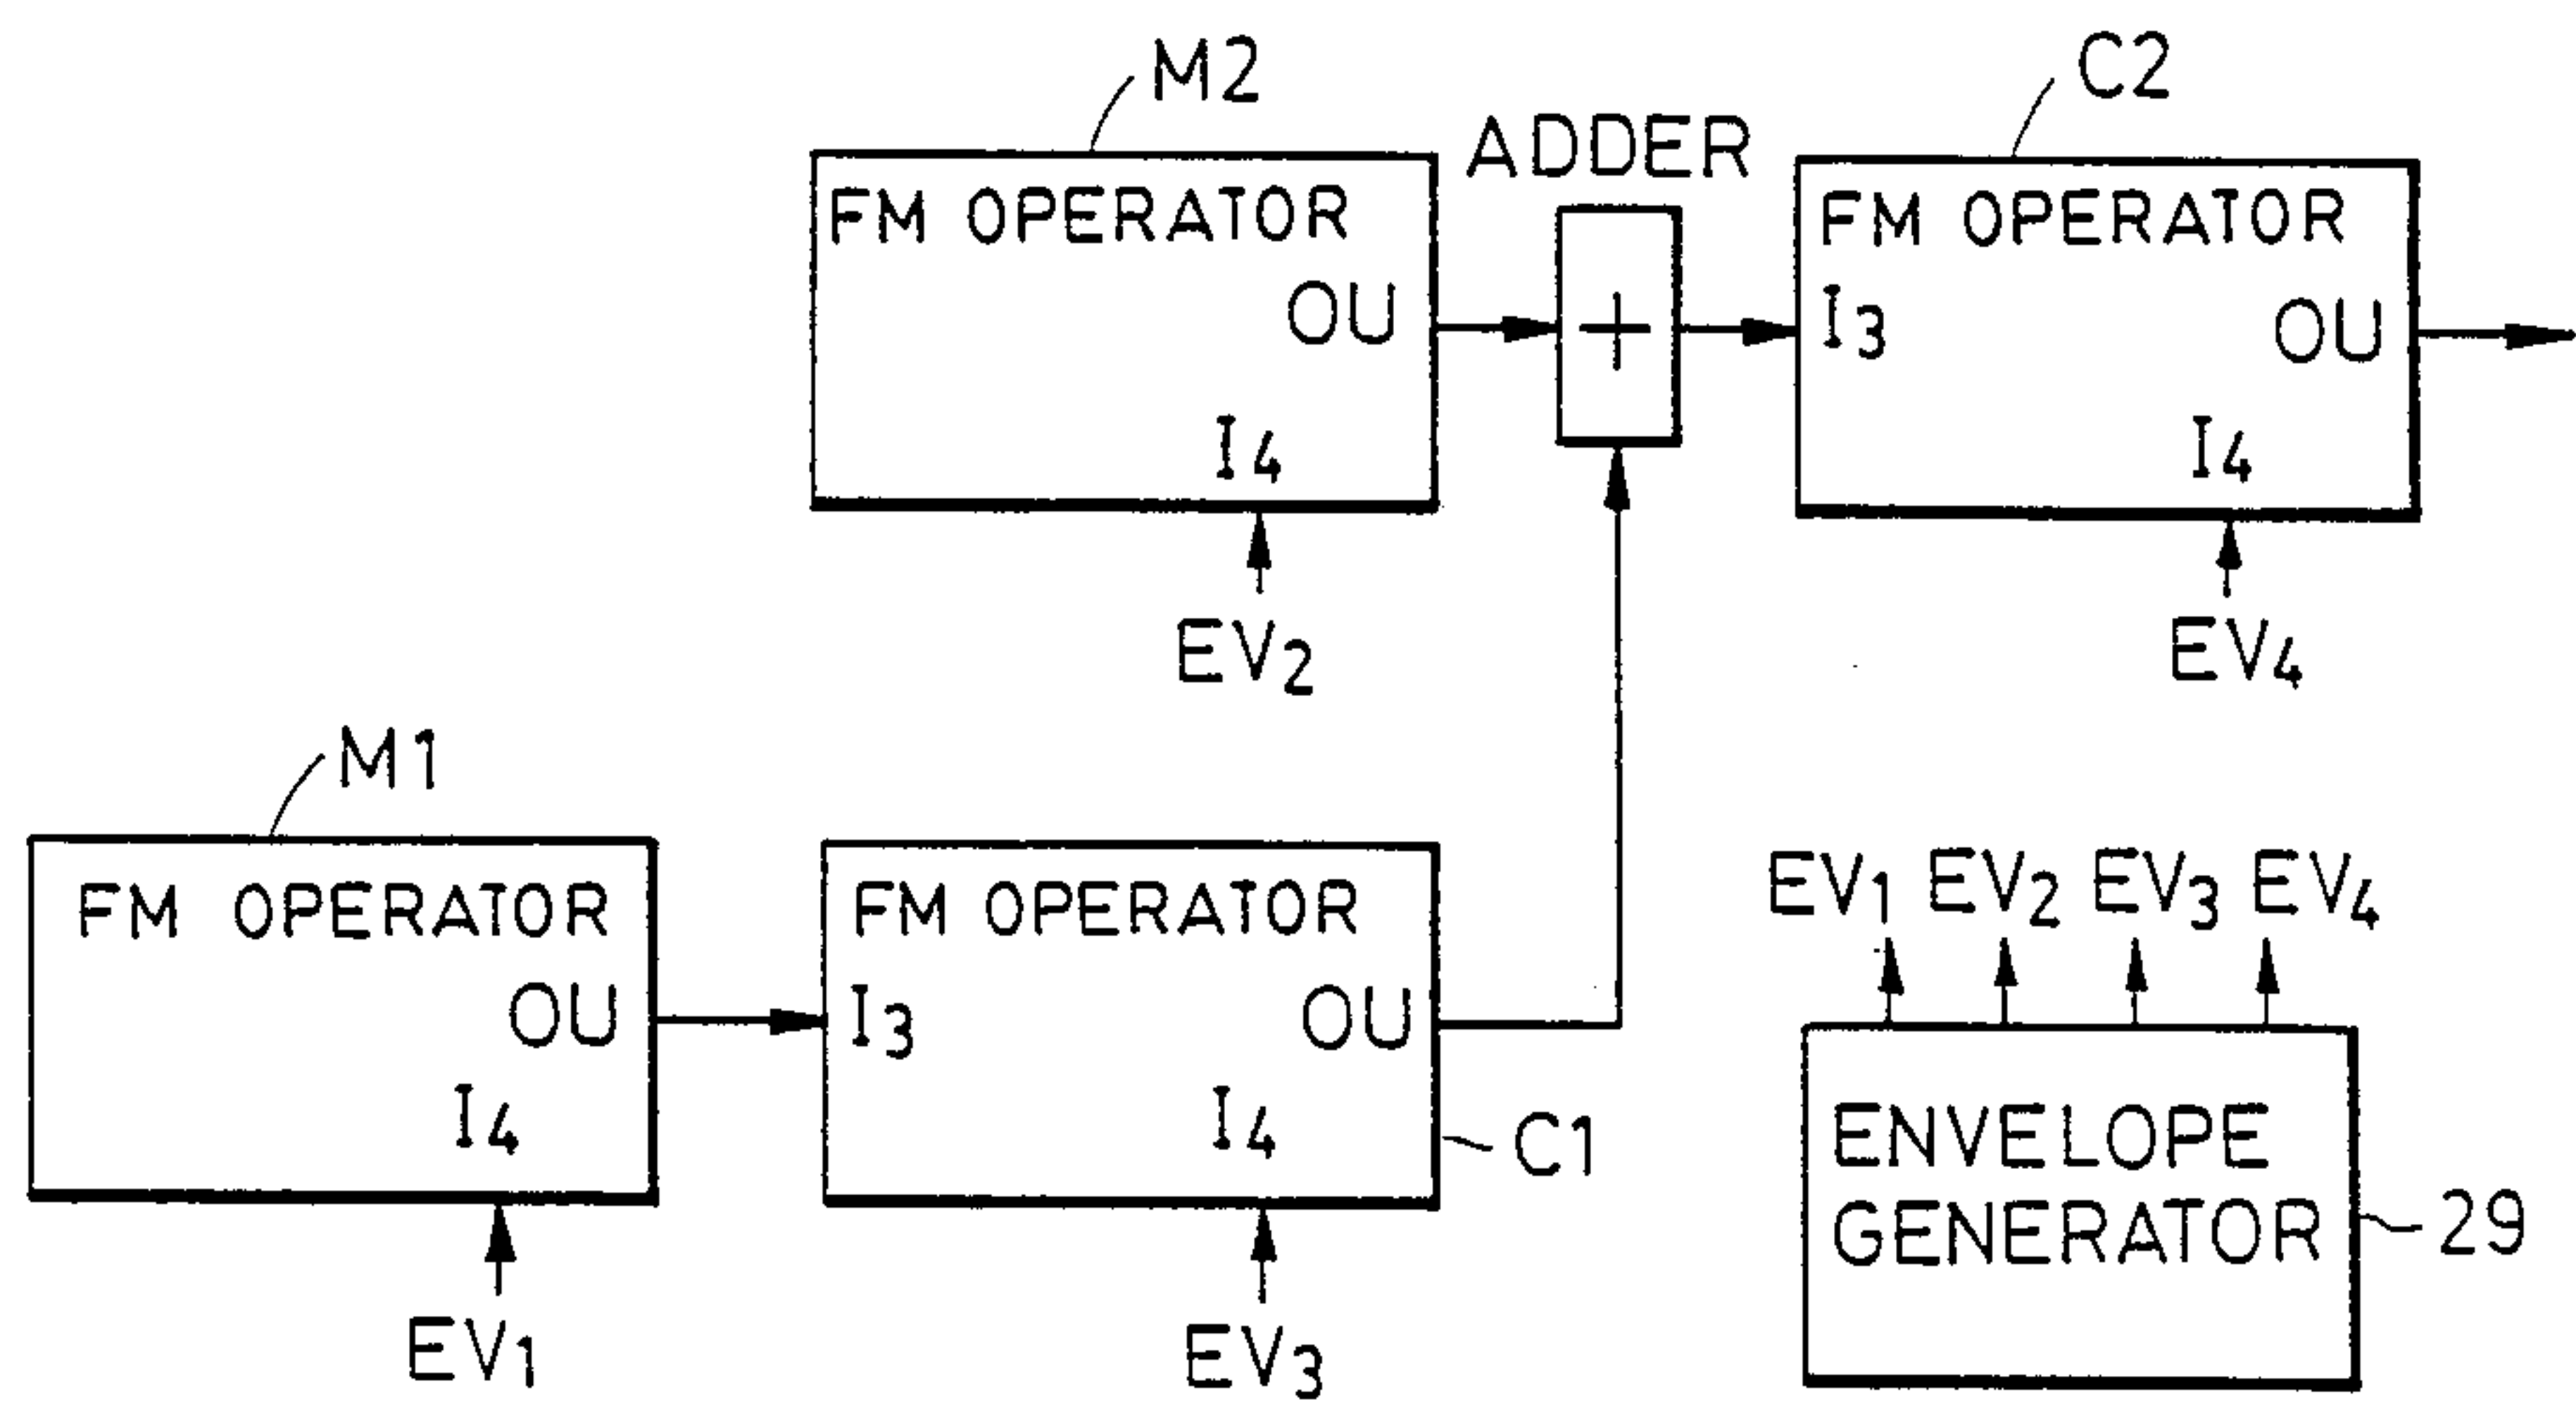 M2
ADDER
C2
FM OPERATOR
OU
I4
EV2
+
FM OPERATOR
I3
OU
I4
EV4
M1
FM OPERATOR
OU
I4
EV1
FM OPERATOR
I3
OU
I4
C1
EV3
EV1 EV2 EV3 EV4
ENVELOPE
GENERATOR
29